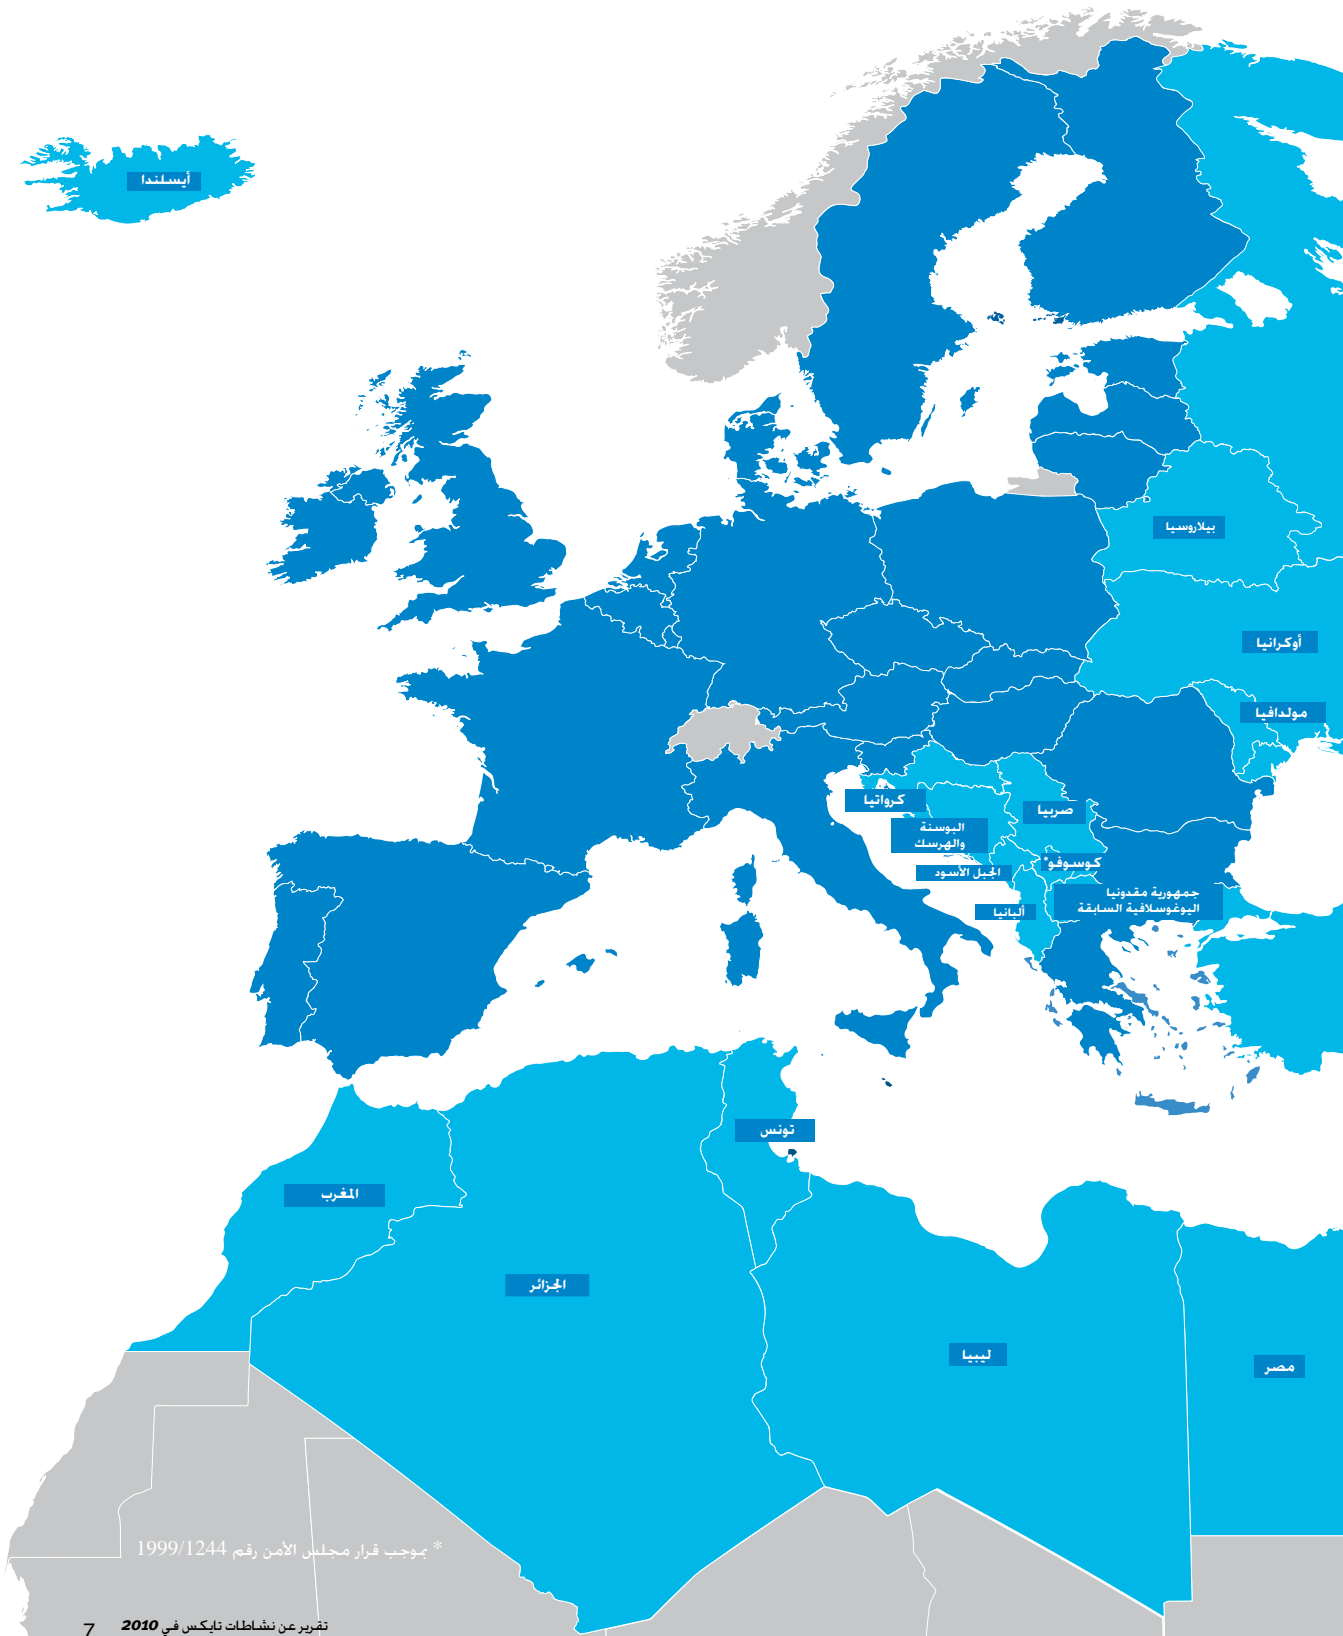 أيسلندا
بيلاروسيا
أوكرانيا
مولدافيا
كرواتيا
صربيا
البوسنة
والهرسك
كوسوفو*
الجبل الأسود
جمهورية مقدونيا
اليوغوسلافية السابقة
ألبانيا
تونس
المغرب
الجزائر
ليبيا
مصر
* بموجب قرار مجلس الأمن رقم 1999/1244
تقرير عن نشاطات تايكس في 2010 7